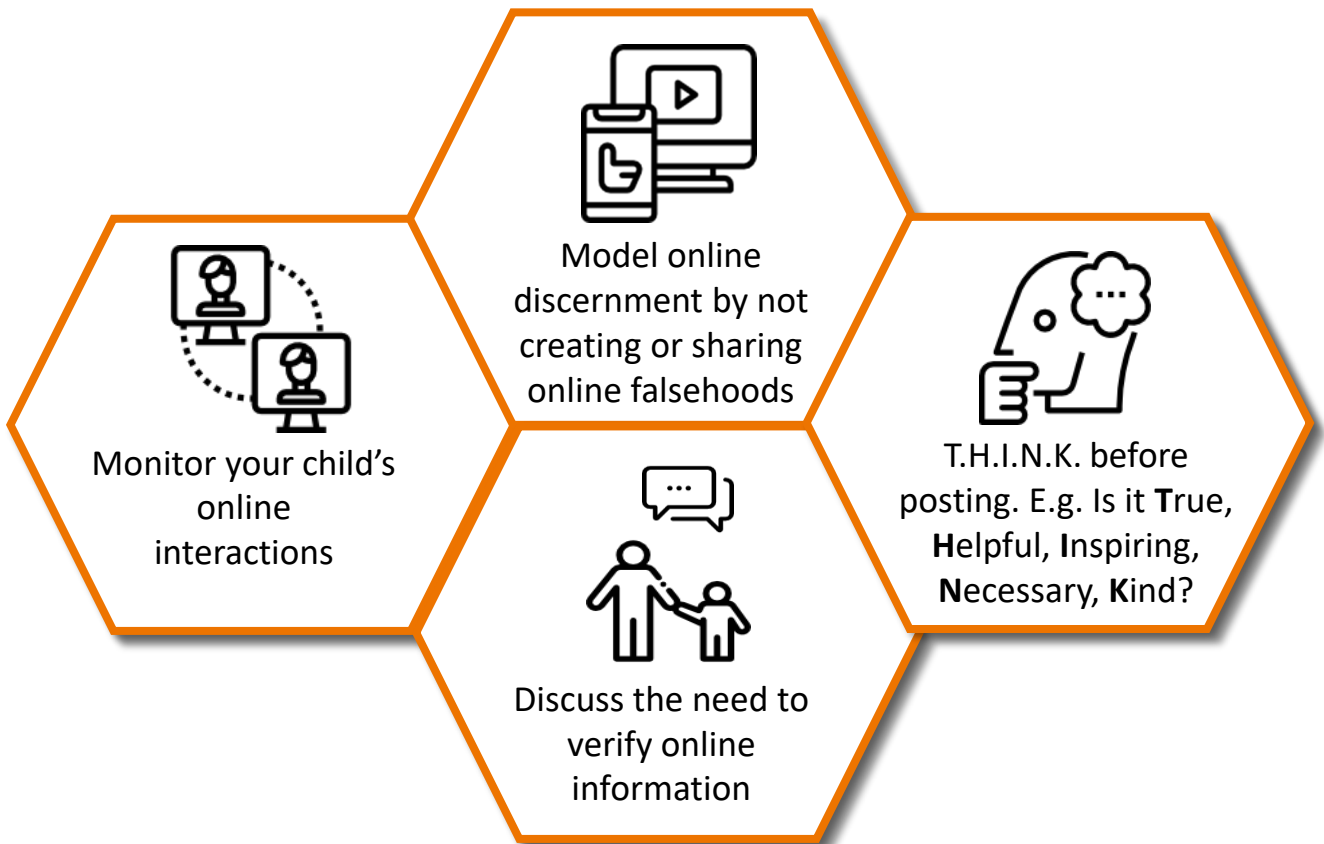 Model online
discernment by not
creating or sharing
online falsehoods
Monitor your child’s
online
interactions
T.H.I.N.K. before
posting. E.g. Is it True,
Helpful, Inspiring,
Necessary, Kind?
Discuss the need to
verify online
information